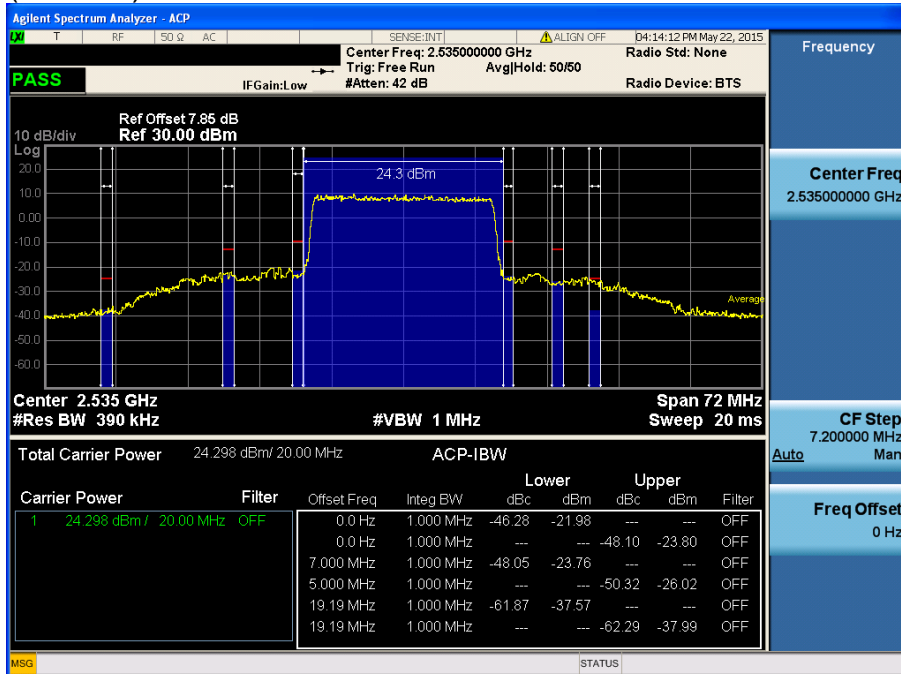 Agilent Spectrum Analyzer - ACP
LXI T RF 50 Ω AC SENSE:INT ALIGN OFF 04:14:12 PM May 22, 2015
Center Freq: 2.535000000 GHz Radio Std: None
Trig: Free Run Avg|Hold: 50/50
PASS IFGain:Low #Atten: 42 dB Radio Device: BTS
Ref Offset 7.85 dB
10 dB/div Ref 30.00 dBm
Log
20.0
10.0
0.00
-10.0
-20.0
-30.0
-40.0
-50.0
-60.0
24.3 dBm
Average
Center 2.535 GHz Span 72 MHz
#Res BW 390 kHz #VBW 1 MHz Sweep 20 ms
Total Carrier Power 24.298 dBm/ 20.00 MHz ACP-IBW
Lower Upper
Carrier Power Filter Offset Freq Integ BW dBc dBm dBc dBm Filter
1 24.298 dBm / 20.00 MHz OFF 0.0 Hz 1.000 MHz -46.28 -21.98 --- --- OFF
0.0 Hz 1.000 MHz --- --- -48.10 -23.80 OFF
7.000 MHz 1.000 MHz -48.05 -23.76 --- --- OFF
5.000 MHz 1.000 MHz --- --- -50.32 -26.02 OFF
19.19 MHz 1.000 MHz -61.87 -37.57 --- --- OFF
19.19 MHz 1.000 MHz --- --- -62.29 -37.99 OFF
MSG STATUS
Frequency
Center Freq
2.535000000 GHz
CF Step
7.200000 MHz
Auto Man
Freq Offset
0 Hz